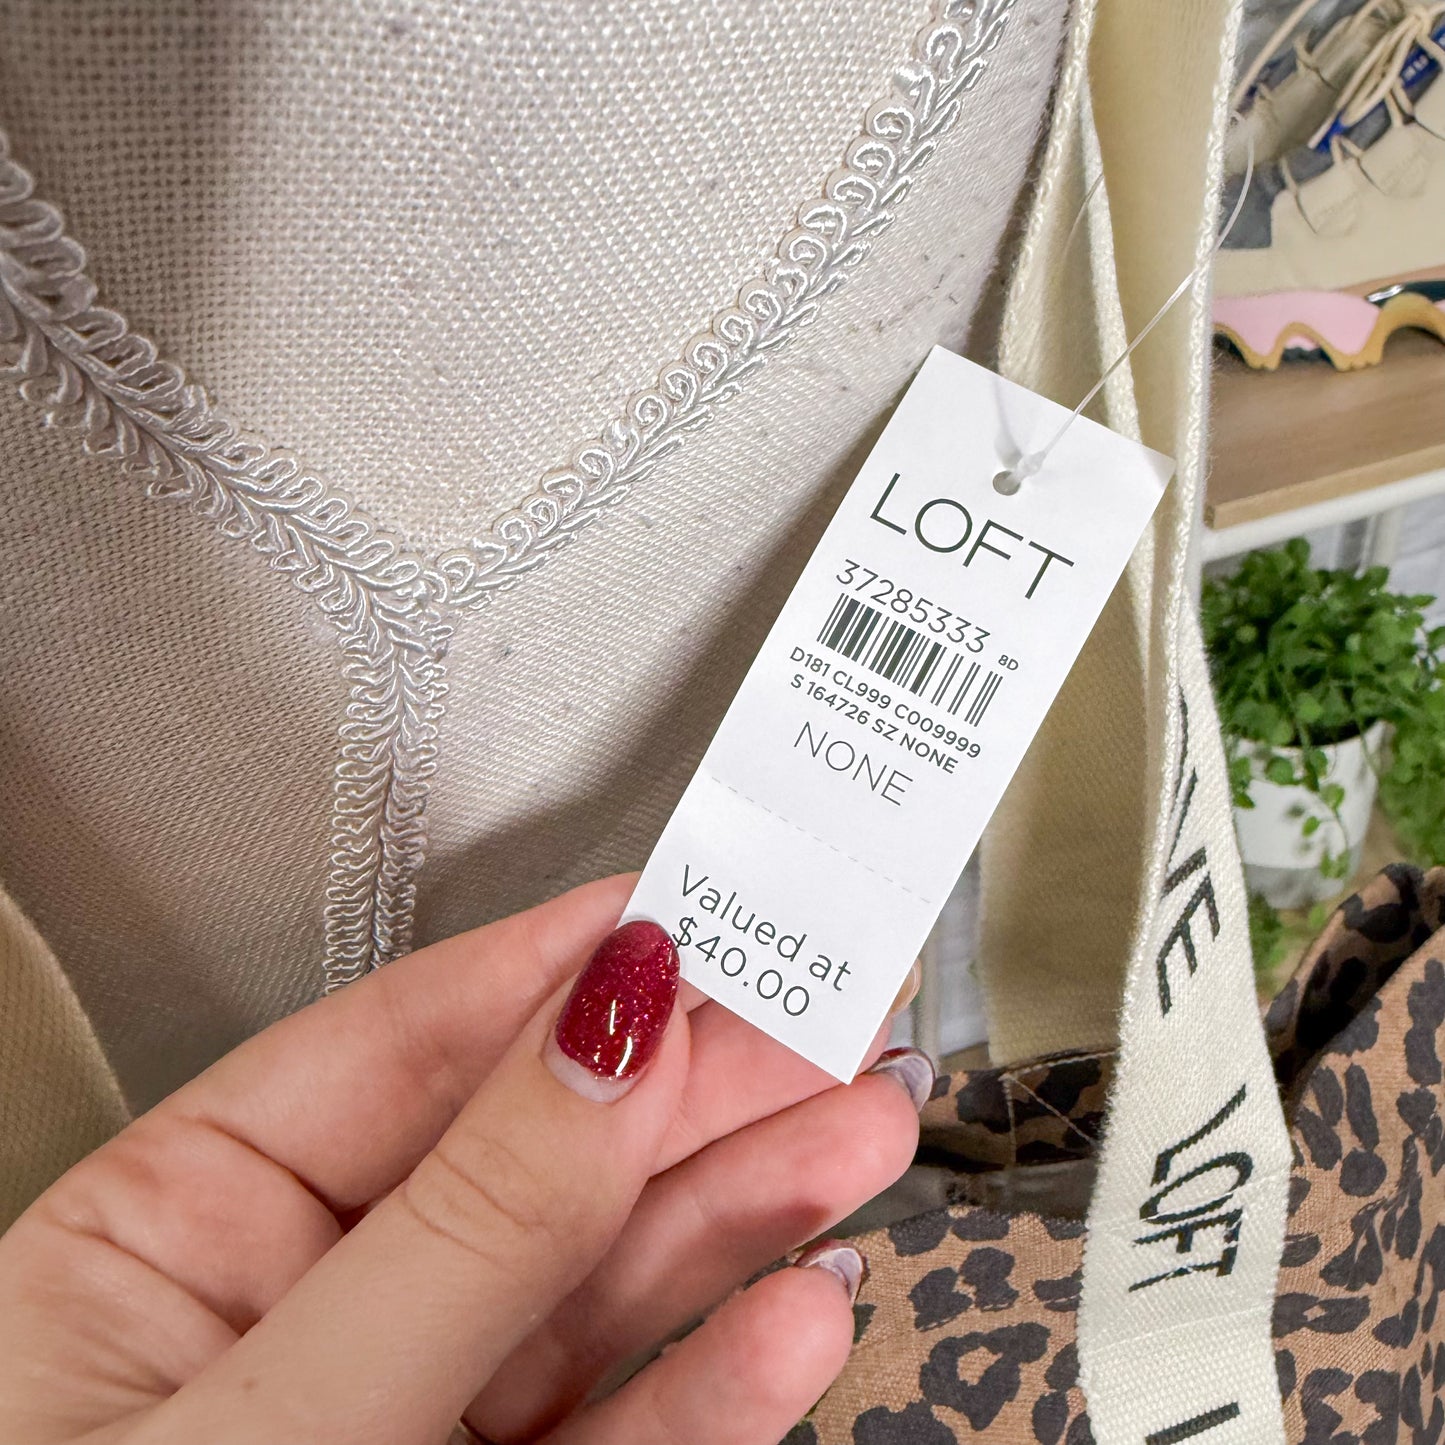 LOFT
37285333 8D
D181 CL999 C009999
S 164726 SZ NONE
NONE
Valued at
$40.00
LOFT